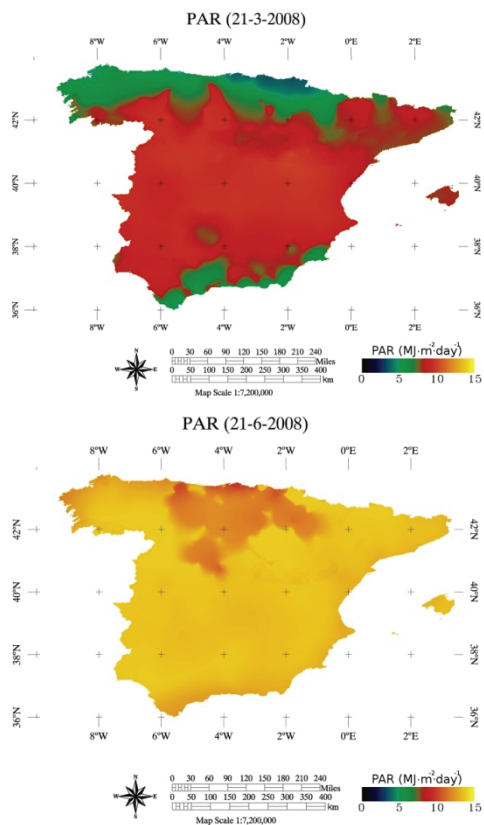 PAR (21-3-2008)
8°W 6°W 4°W 2°W 0°E 2°E
42°N 42°N
40°N 40°N
38°N 38°N
36°N 36°N
8°W 6°W 4°W 2°W 0°E 2°E
N
W E
S
0 30 60 90 120 150 180 210 240
Miles
0 50 100 150 200 250 300 350 400
km
Map Scale 1:7,200,000
PAR (MJ·m⁻²·day⁻¹)
0 5 10 15
PAR (21-6-2008)
8°W 6°W 4°W 2°W 0°E 2°E
42°N 42°N
40°N 40°N
38°N 38°N
36°N 36°N
8°W 6°W 4°W 2°W 0°E 2°E
N
W E
S
0 30 60 90 120 150 180 210 240
Miles
0 50 100 150 200 250 300 350 400
km
Map Scale 1:7,200,000
PAR (MJ·m⁻²·day⁻¹)
0 5 10 15